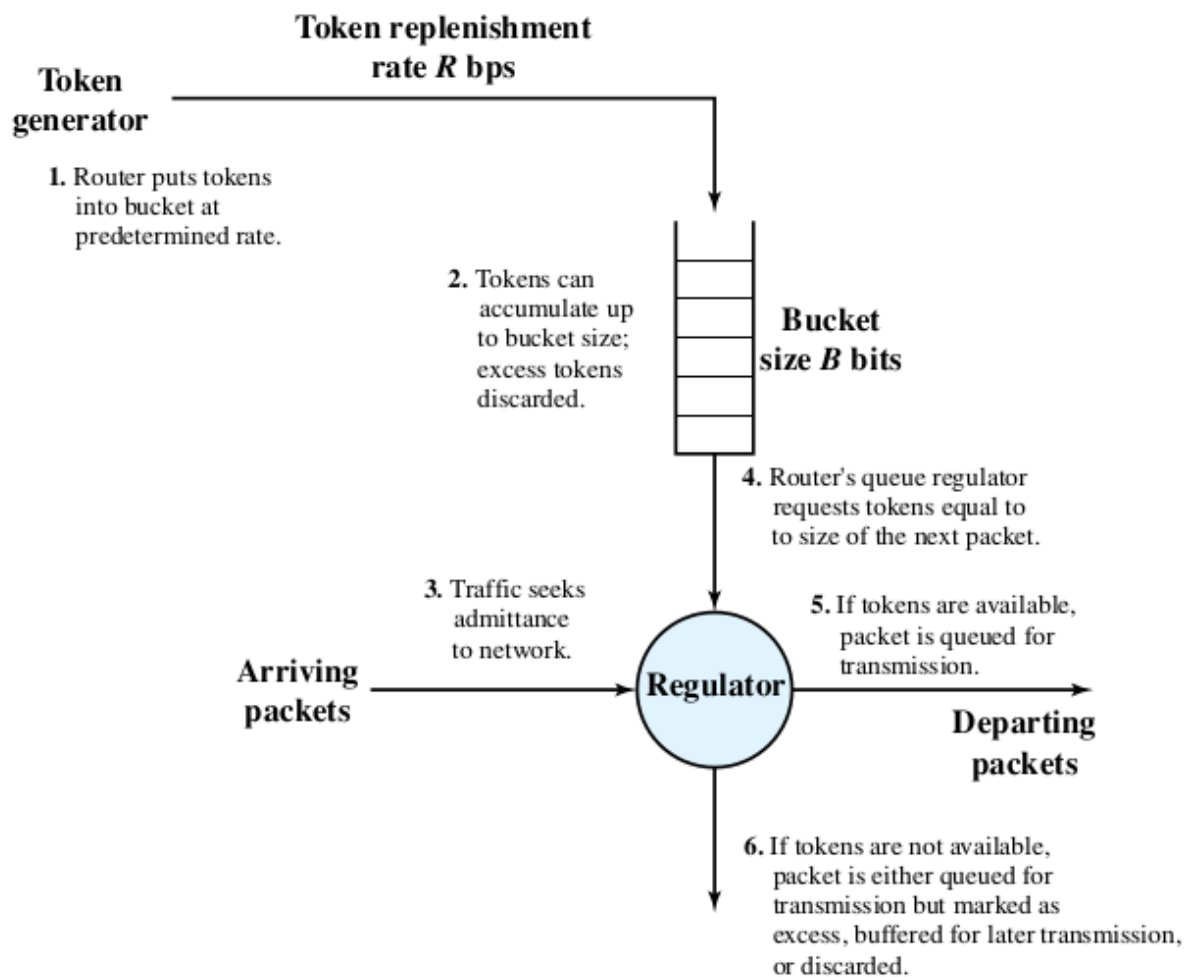 Token replenishment
rate R bps
Token
generator
1. Router puts tokens
into bucket at
predetermined rate.
2. Tokens can
accumulate up
to bucket size;
excess tokens
discarded.
Bucket
size B bits
4. Router's queue regulator
requests tokens equal to
to size of the next packet.
3. Traffic seeks
admittance
to network.
5. If tokens are available,
packet is queued for
transmission.
Arriving
packets
Regulator
Departing
packets
6. If tokens are not available,
packet is either queued for
transmission but marked as
excess, buffered for later transmission,
or discarded.